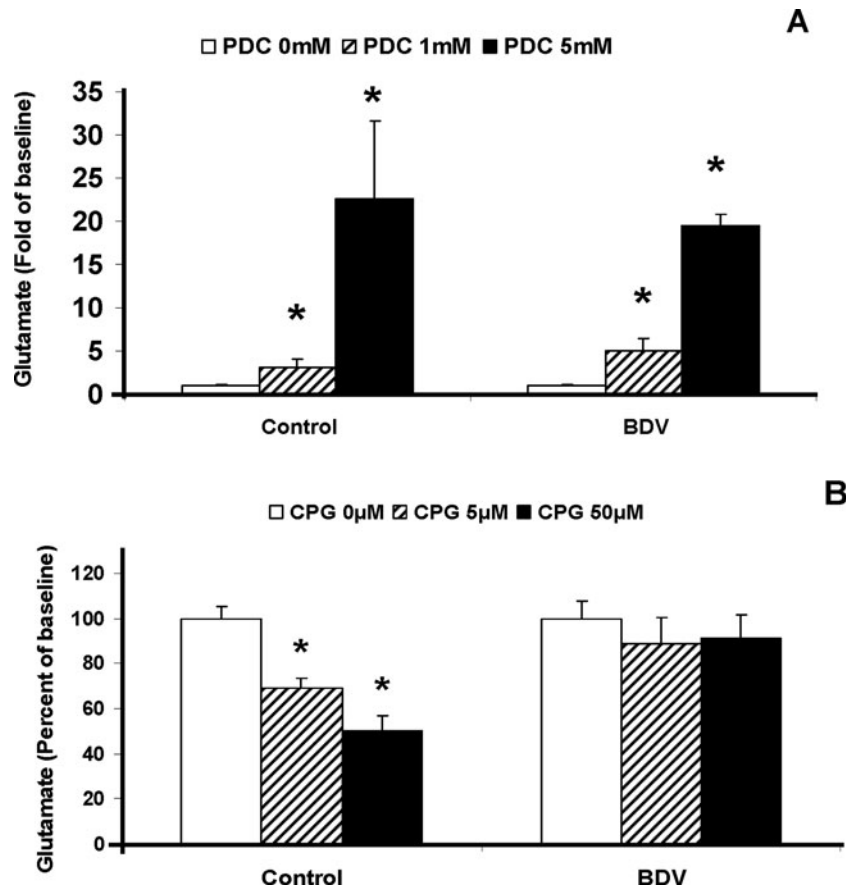 A
PDC 0mM PDC 1mM PDC 5mM
Glutamate (Fold of baseline)
35
30
25
20
15
10
5
0
* * * *
Control BDV
B
CPG 0µM CPG 5µM CPG 50µM
Glutamate (Percent of baseline)
120
100
80
60
40
20
0
* *
Control BDV